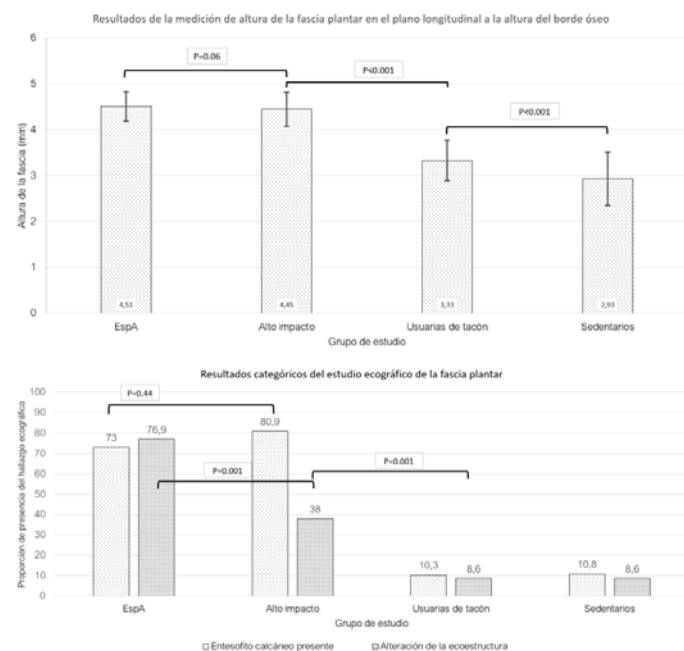 Resultados de la medición de altura de la fascia plantar en el plano longitudinal a la altura del borde óseo
P=0.06
P<0.001
P<0.001
Altura de la fascia (mm)
6
5
4
3
2
1
0
4,51
4,45
3,33
2,93
EspA
Alto impacto
Usuarias de tacón
Sedentarios
Grupo de estudio
Resultados categóricos del estudio ecográfico de la fascia plantar
Proporción de presencia del hallazgo ecográfico
100
90
80
70
60
50
40
30
20
10
0
P=0,44
P=0.001
P=0.001
73
76,9
80,9
38
10,3
8,6
10,8
8,6
EspA
Alto impacto
Usuarias de tacón
Sedentarios
Grupo de estudio
Entesofito calcáneo presente
Alteración de la ecoestructura